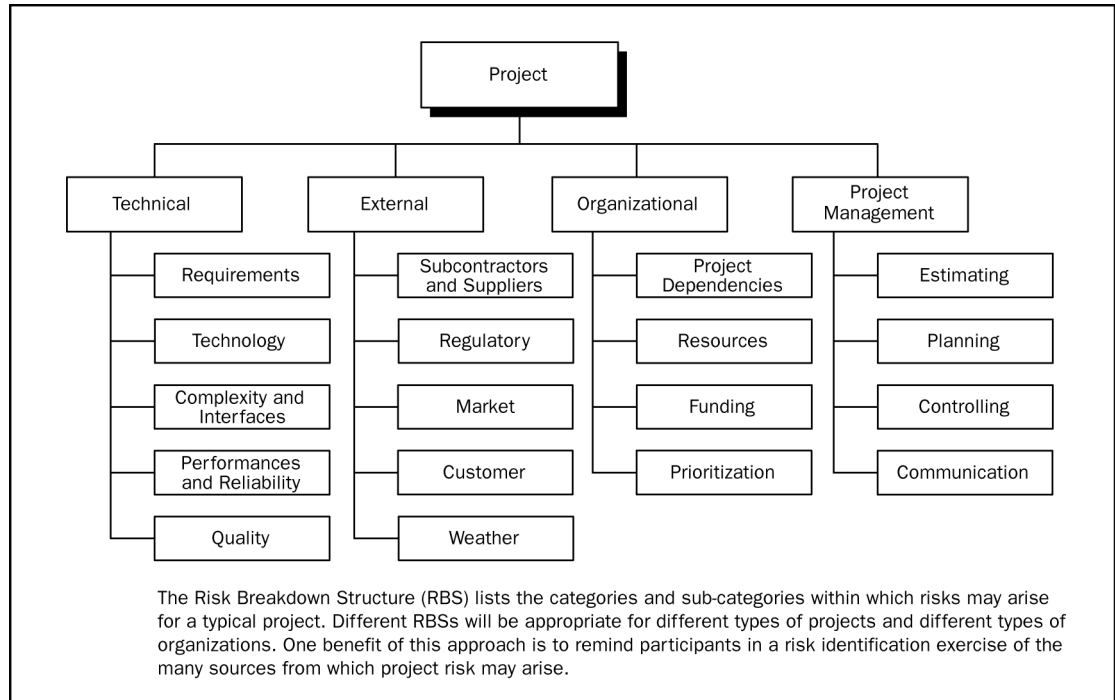 Project
Technical
External
Organizational
Project
Management
Requirements
Technology
Complexity and
Interfaces
Performances
and Reliability
Quality
Subcontractors
and Suppliers
Regulatory
Market
Customer
Weather
Project
Dependencies
Resources
Funding
Prioritization
Estimating
Planning
Controlling
Communication
The Risk Breakdown Structure (RBS) lists the categories and sub-categories within which risks may arise
for a typical project. Different RBSs will be appropriate for different types of projects and different types of
organizations. One benefit of this approach is to remind participants in a risk identification exercise of the
many sources from which project risk may arise.